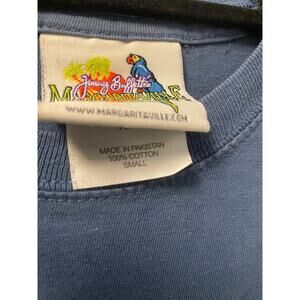 Jimmy Buffett's
MARGARITAVILLE
WWW.MARGARITAVILLE.COM
MADE IN PAKISTAN
100% COTTON
SMALL